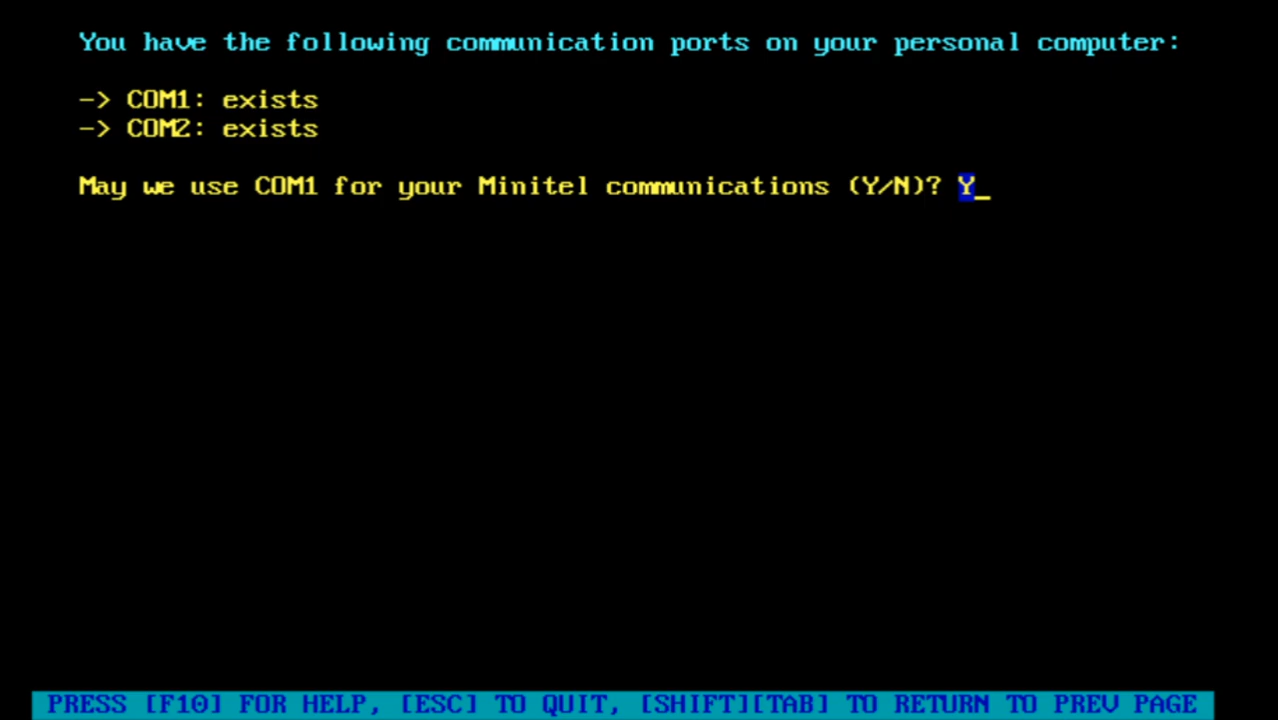 You have the following communication ports on your personal computer:
-> COM1: exists
-> COM2: exists
May we use COM1 for your Minitel communications (Y/N)? Y_
PRESS [F10] FOR HELP, [ESC] TO QUIT, [SHIFT][TAB] TO RETURN TO PREV PAGE